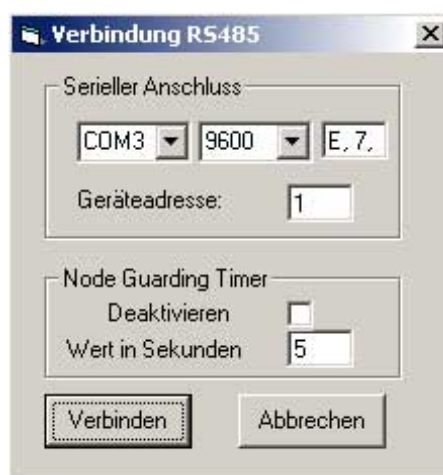 Verbindung RS485
Serieller Anschluss
COM3 9600 E, 7,
Geräteadresse: 1
Node Guarding Timer
Deaktivieren
Wert in Sekunden 5
Verbinden Abbrechen